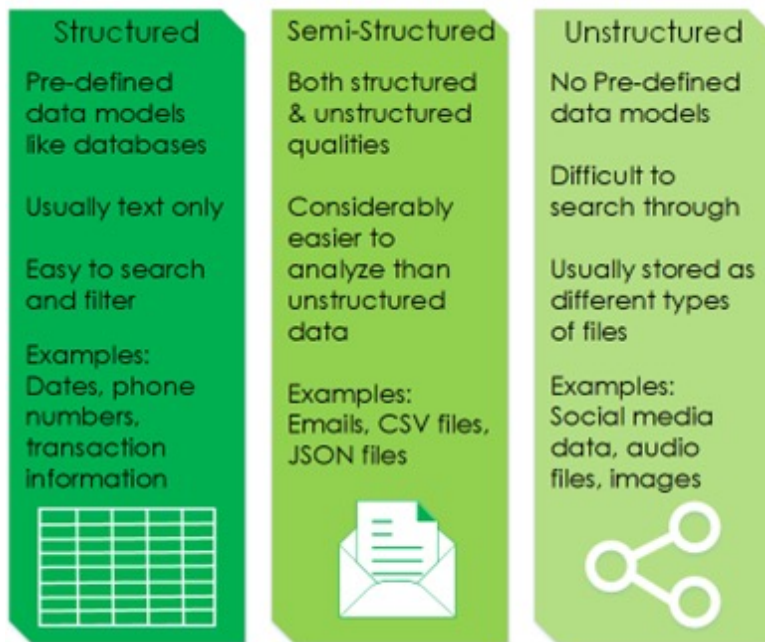 Structured
Pre-defined
data models
like databases
Usually text only
Easy to search
and filter
Examples:
Dates, phone
numbers,
transaction
information
Semi-Structured
Both structured
& unstructured
qualities
Considerably
easier to
analyze than
unstructured
data
Examples:
Emails, CSV files,
JSON files
Unstructured
No Pre-defined
data models
Difficult to
search through
Usually stored as
different types
of files
Examples:
Social media
data, audio
files, images